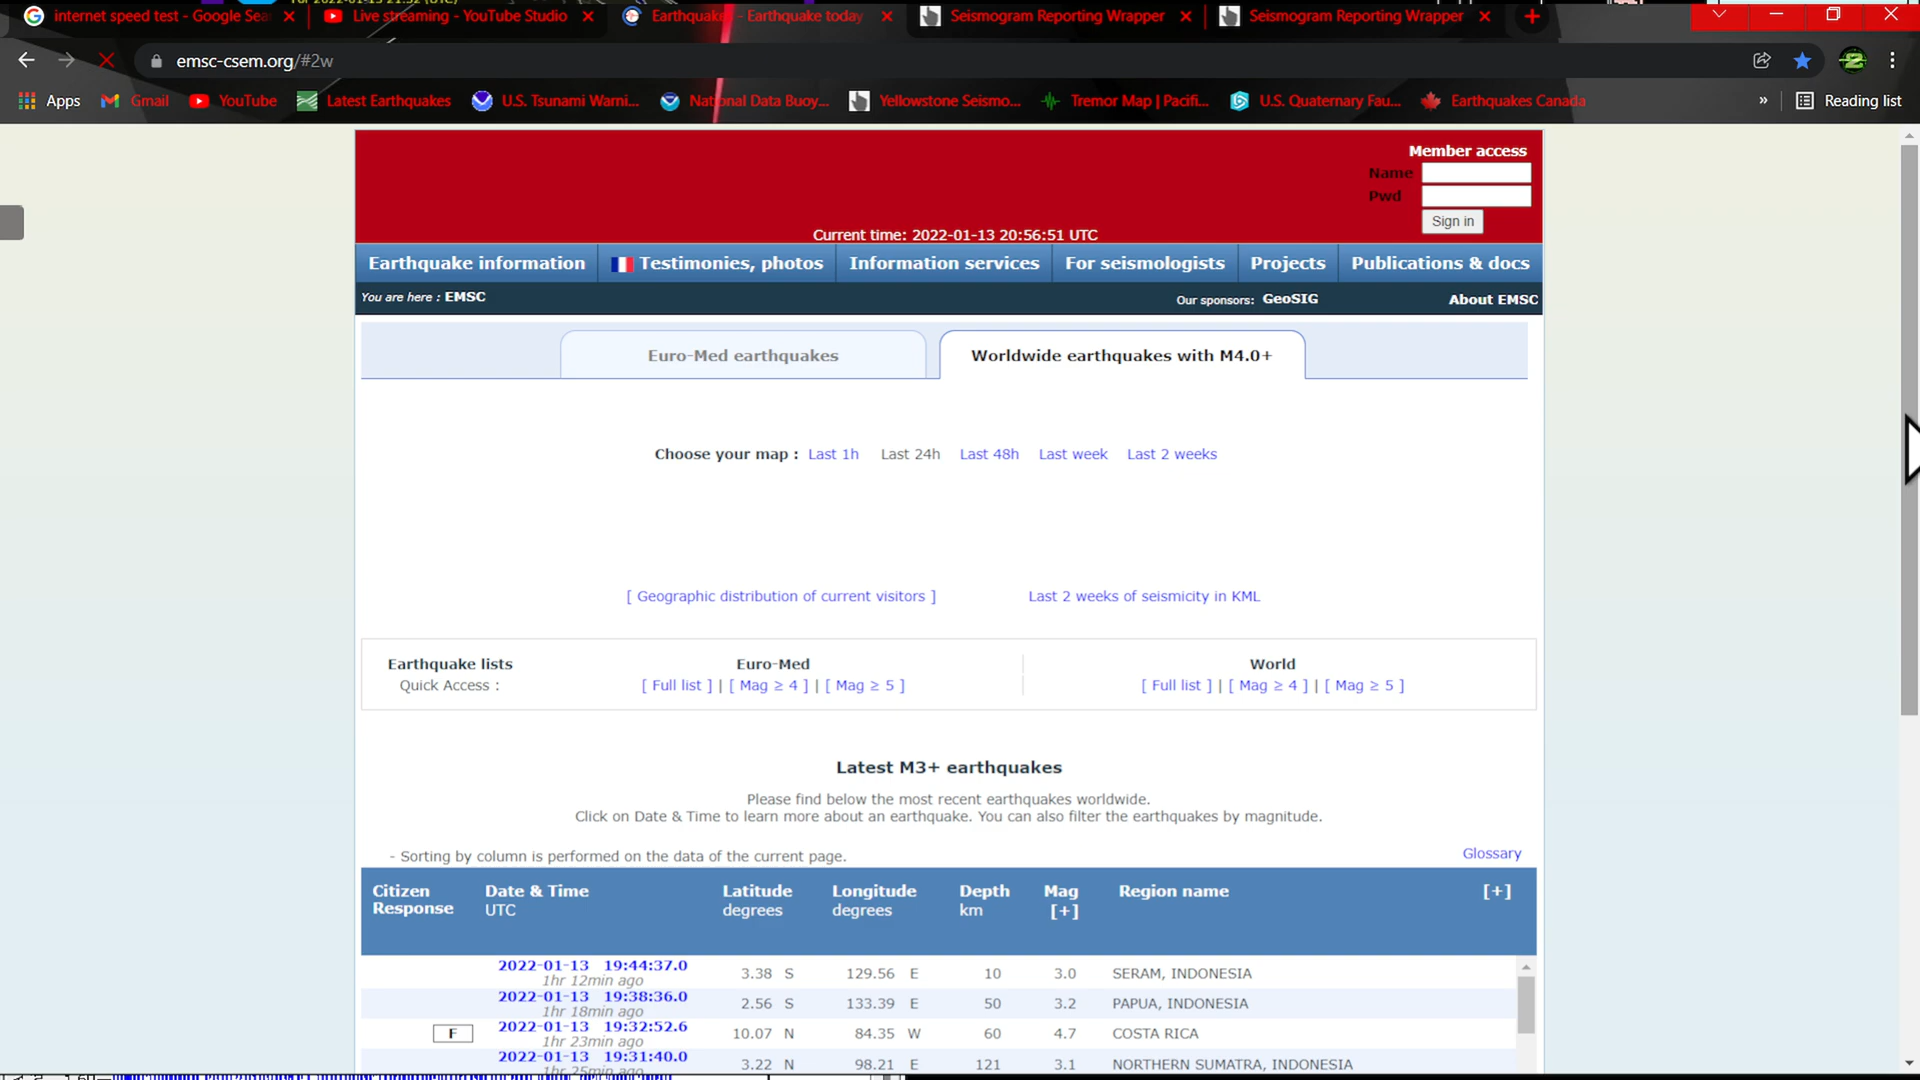 internet speed test - Google Sea
Live streaming - YouTube Studio
Earthquake - Earthquake today
Seismogram Reporting Wrapper
Seismogram Reporting Wrapper
emsc-csem.org/#2w
Apps
Gmail
YouTube
Latest Earthquakes
U.S. Tsunami Warni...
National Data Buoy...
Yellowstone Seismo...
Tremor Map | Pacifi...
U.S. Quaternary Fau...
Earthquakes Canada
»
Reading list
Member access
Name
Pwd
Sign in
Current time: 2022-01-13 20:56:51 UTC
Earthquake information
Testimonies, photos
Information services
For seismologists
Projects
Publications & docs
You are here : EMSC
Our sponsors: GeoSIG
About EMSC
Euro-Med earthquakes
Worldwide earthquakes with M4.0+
Choose your map : Last 1h Last 24h Last 48h Last week Last 2 weeks
[ Geographic distribution of current visitors ]
Last 2 weeks of seismicity in KML
Earthquake lists Euro-Med World
Quick Access : [ Full list ] | [ Mag ≥ 4 ] | [ Mag ≥ 5 ] [ Full list ] | [ Mag ≥ 4 ] | [ Mag ≥ 5 ]
Latest M3+ earthquakes
Please find below the most recent earthquakes worldwide.
Click on Date & Time to learn more about an earthquake. You can also filter the earthquakes by magnitude.
- Sorting by column is performed on the data of the current page.
Glossary
Citizen Date & Time Latitude Longitude Depth Mag Region name [+]
Response UTC degrees degrees km [+]
2022-01-13 19:44:37.0
1hr 12min ago
3.38 S 129.56 E 10 3.0 SERAM, INDONESIA
2022-01-13 19:38:36.0
1hr 18min ago
2.56 S 133.39 E 50 3.2 PAPUA, INDONESIA
F
2022-01-13 19:32:52.6
1hr 23min ago
10.07 N 84.35 W 60 4.7 COSTA RICA
2022-01-13 19:31:40.0
1hr 25min ago
3.22 N 98.21 E 121 3.1 NORTHERN SUMATRA, INDONESIA